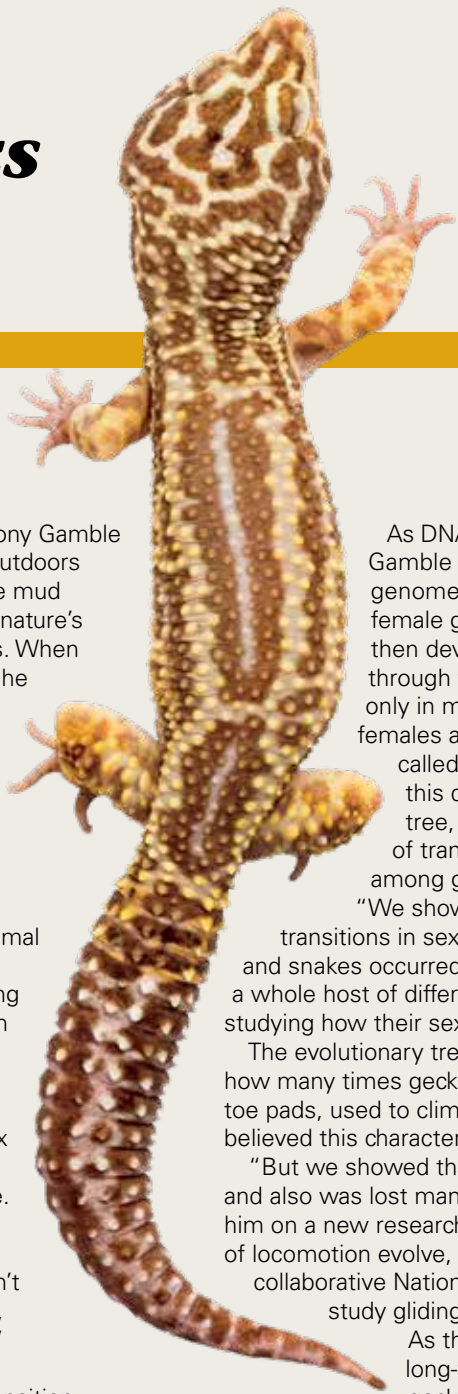 cs
ony Gamble
utdoors
e mud
nature's
s. When
he
mal
ng
n
x
e.
n't
As DNA
Gamble
genome
female g
then dev
through
only in m
females a
called
this c
tree,
of tran
among g
"We show
transitions in sex
and snakes occurred
a whole host of differ
studying how their sex
The evolutionary tre
how many times geck
toe pads, used to clim
believed this character
"But we showed th
and also was lost man
him on a new research
of locomotion evolve,
collaborative Nation
study gliding
As th
long-